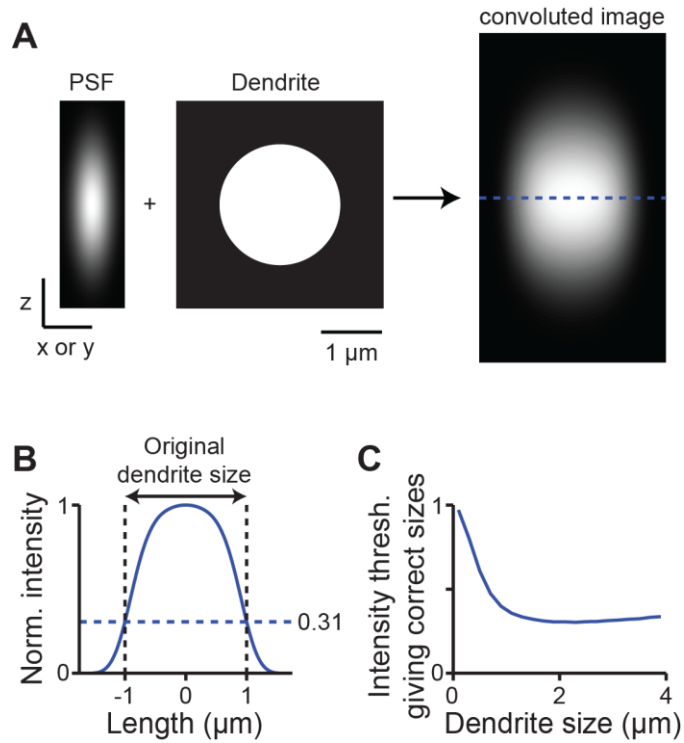 A
PSF
Dendrite
convoluted image
+
z
x or y
1 µm
B
Original
dendrite size
Norm. intensity
1
0
0.31
-1 0 1
Length (µm)
C
Intensity thresh.
giving correct sizes
1
0
0 2 4
Dendrite size (µm)